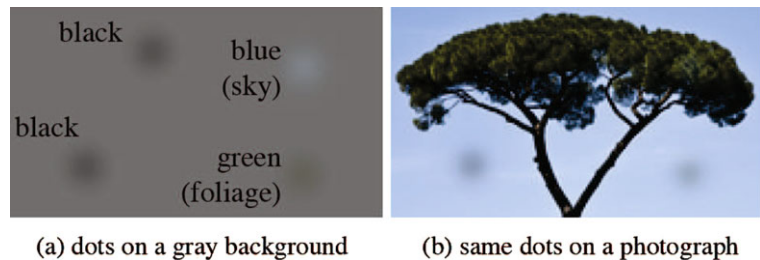 black
blue
(sky)
black
green
(foliage)
(a) dots on a gray background
(b) same dots on a photograph